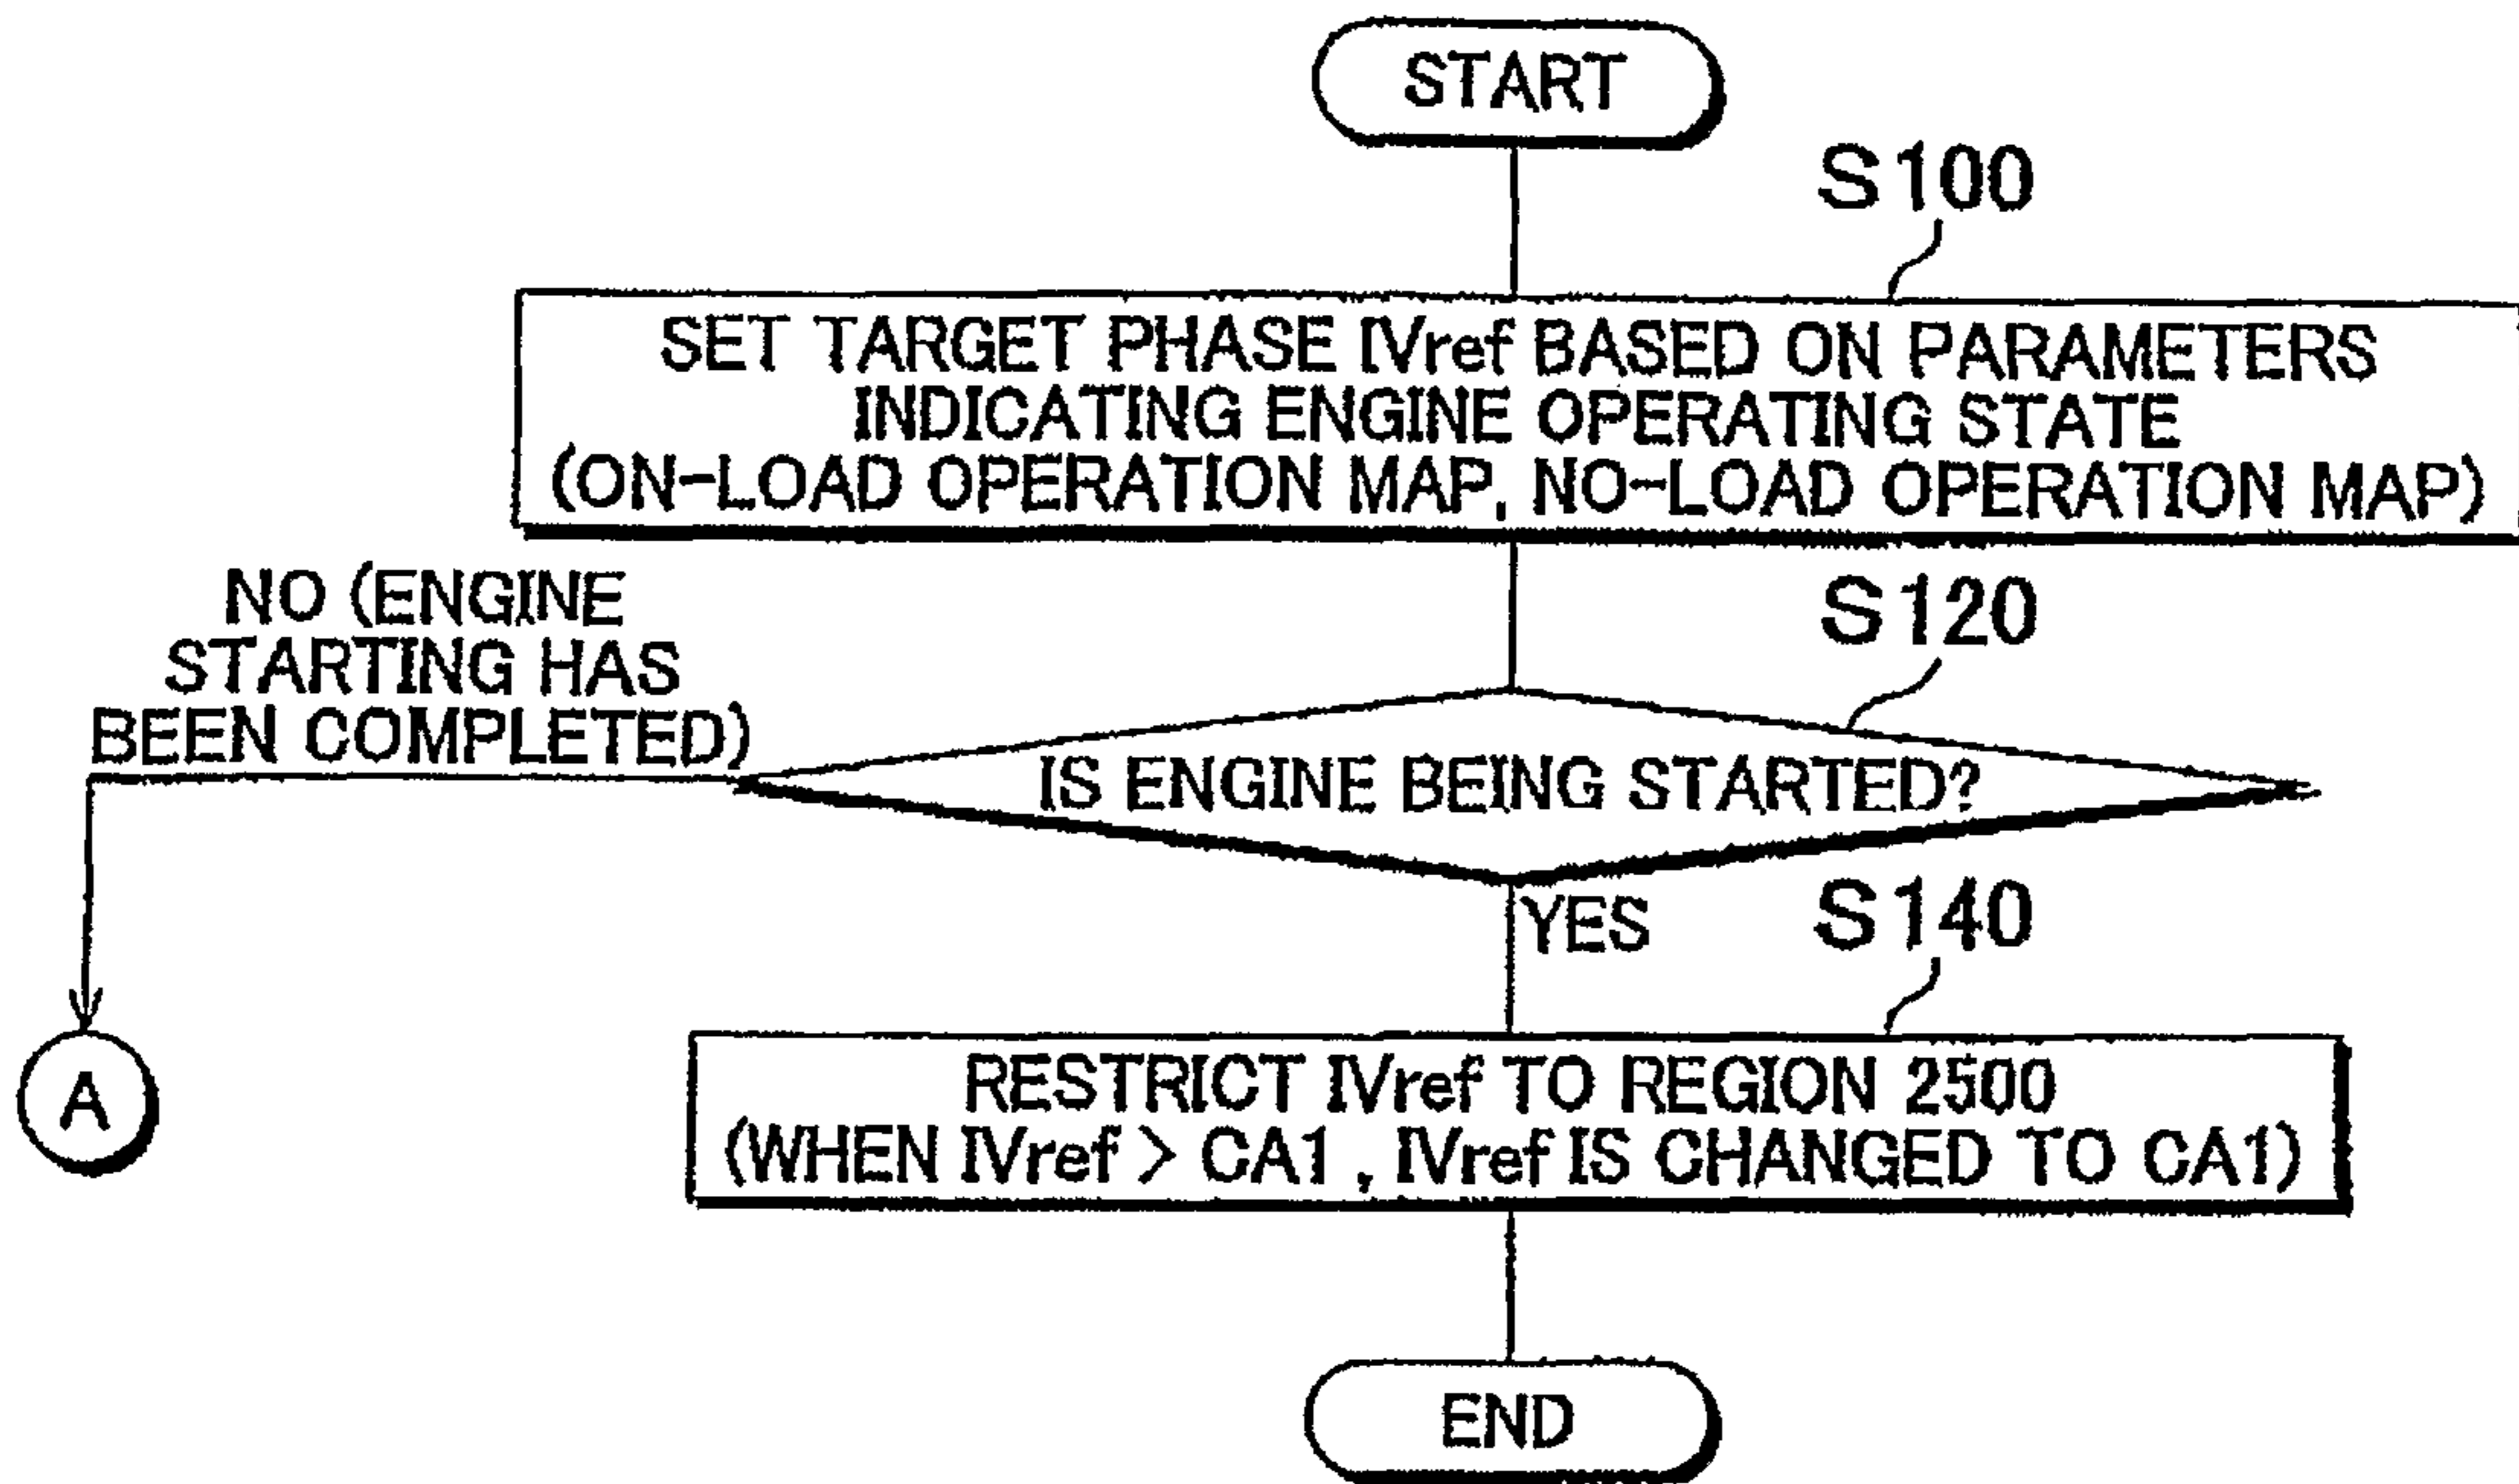 START
S100
SET TARGET PHASE IVref BASED ON PARAMETERS
INDICATING ENGINE OPERATING STATE
(ON-LOAD OPERATION MAP, NO-LOAD OPERATION MAP)
NO (ENGINE
STARTING HAS
BEEN COMPLETED)
S120
IS ENGINE BEING STARTED?
YES
S140
A
RESTRICT IVref TO REGION 2500
(WHEN IVref > CA1 , IVref IS CHANGED TO CA1)
END